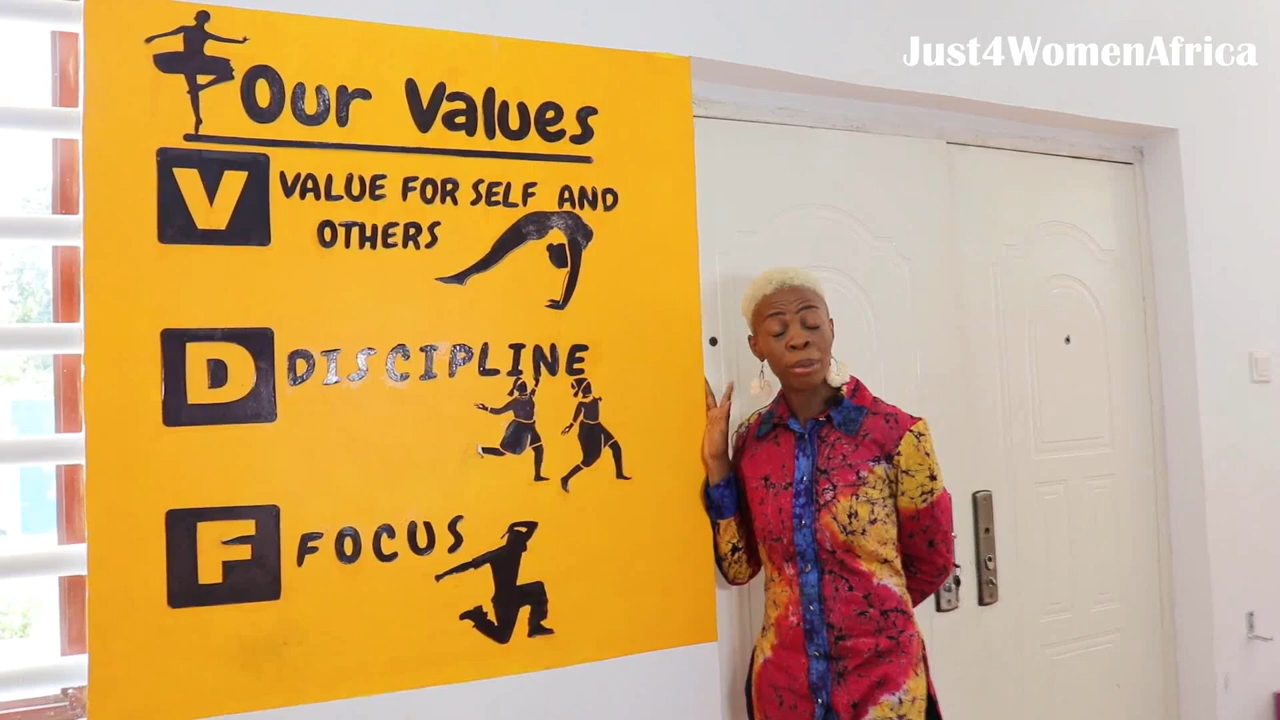 Just4WomenAfrica
Our Values
V VALUE FOR SELF AND
OTHERS
D DISCIPLINE
F FOCUS